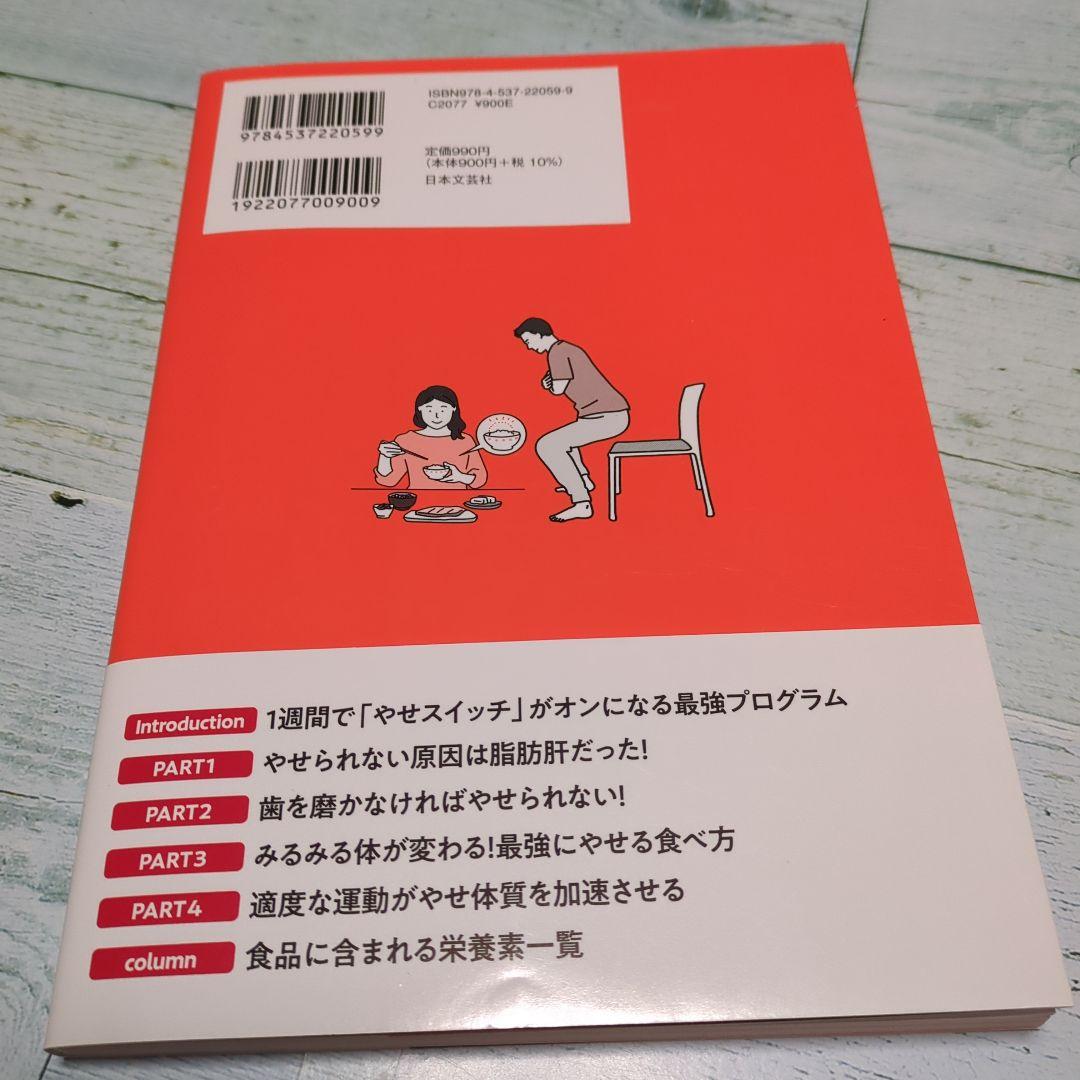 ISBN978-4-537-22059-9
C2077 ¥900E
9784537220599
定価990円
(本体900円+税 10%)
日本文芸社
1922077009009
Introduction 1週間で「やせスイッチ」がオンになる最強プログラム
PART1 やせられない原因は脂肪肝だった!
PART2 歯を磨かなければやせられない!
PART3 みるみる体が変わる!最強にやせる食べ方
PART4 適度な運動がやせ体質を加速させる
column 食品に含まれる栄養素一覧